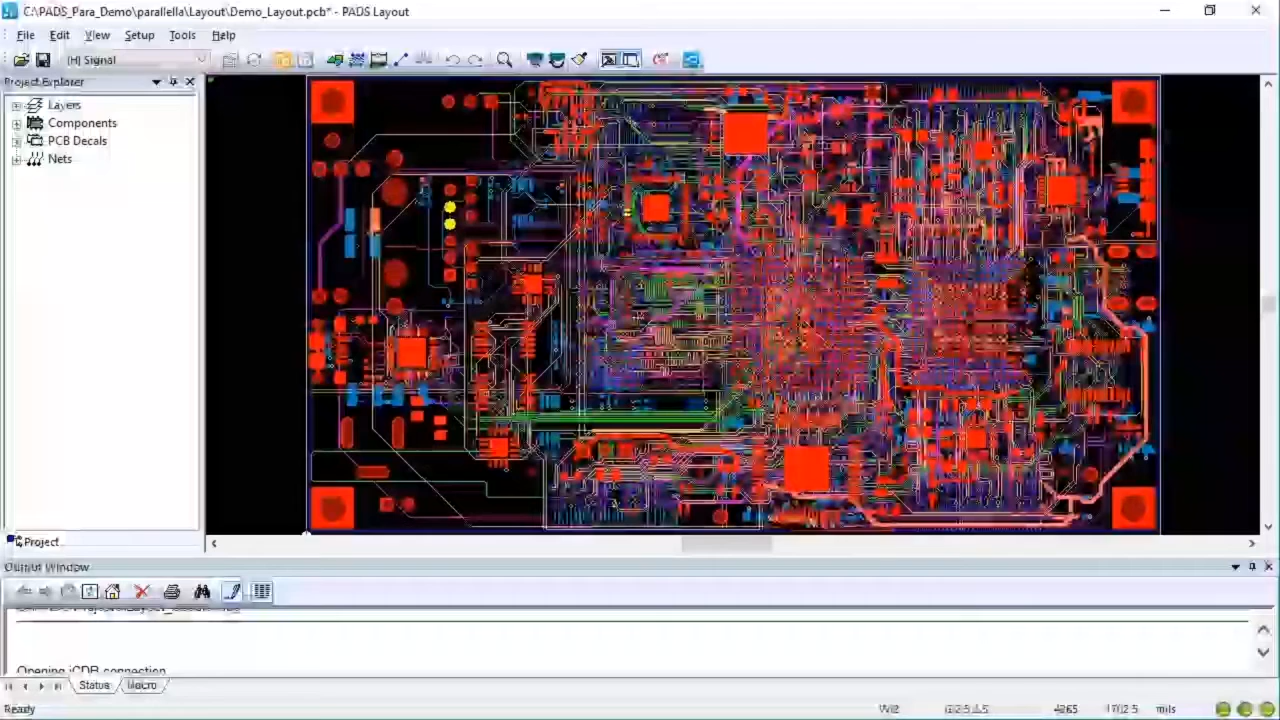 C:\PADS_Para_Demo\parallella\Layout\Demo_Layout.pcb* - PADS Layout
File Edit View Setup Tools Help
(H) Signal
Project Explorer
Layers
Components
PCB Decals
Nets
Project
Output Window
Opening iCDB connection
Status Macro
Ready mils